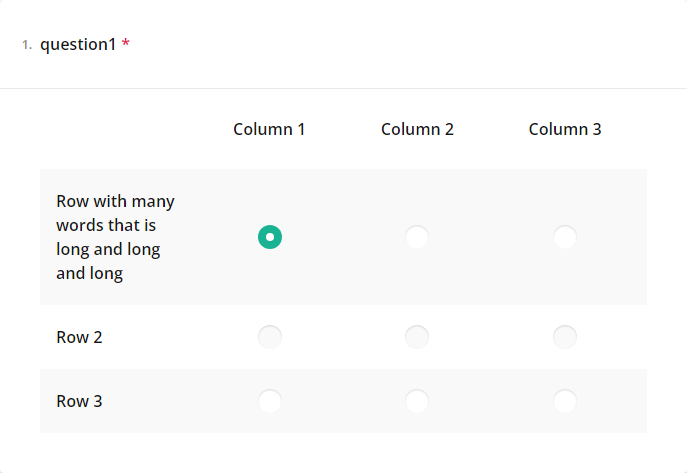 1. question1 *
Column 1 Column 2 Column 3
Row with many
words that is
long and long
and long
Row 2
Row 3